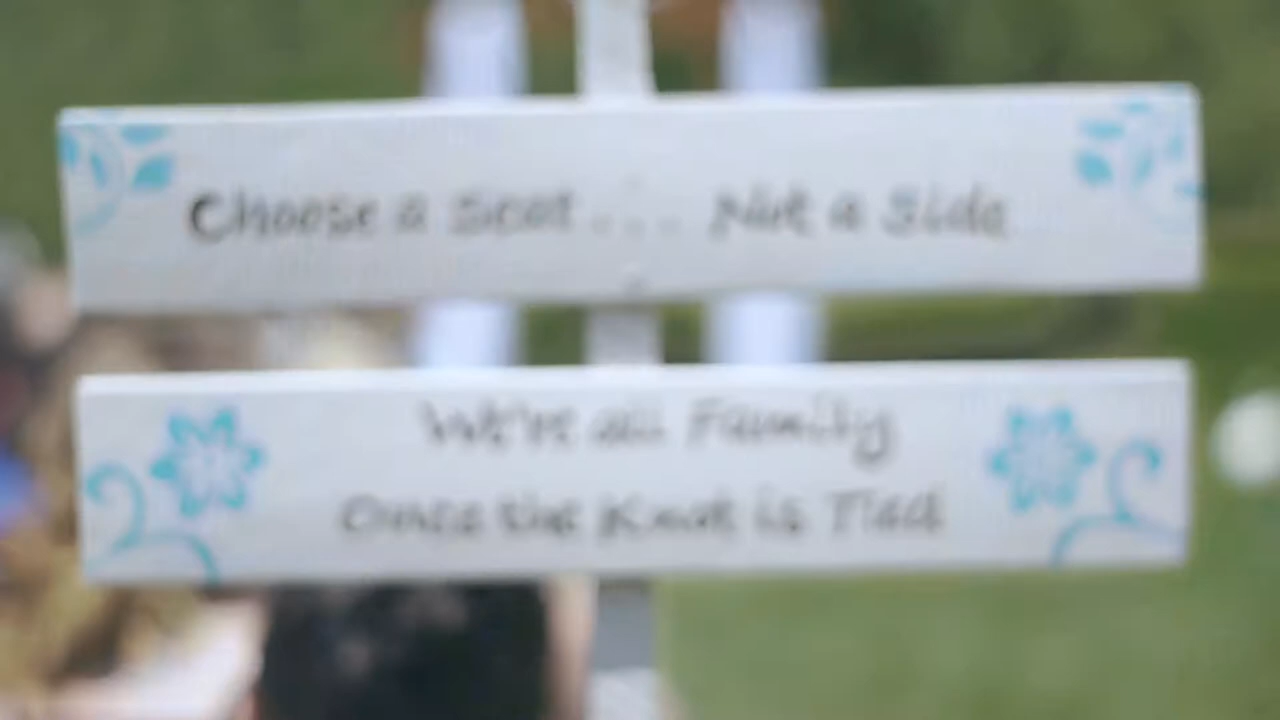 Choose a Seat... Not a Side
We're all Family
Once the Knot is Tied